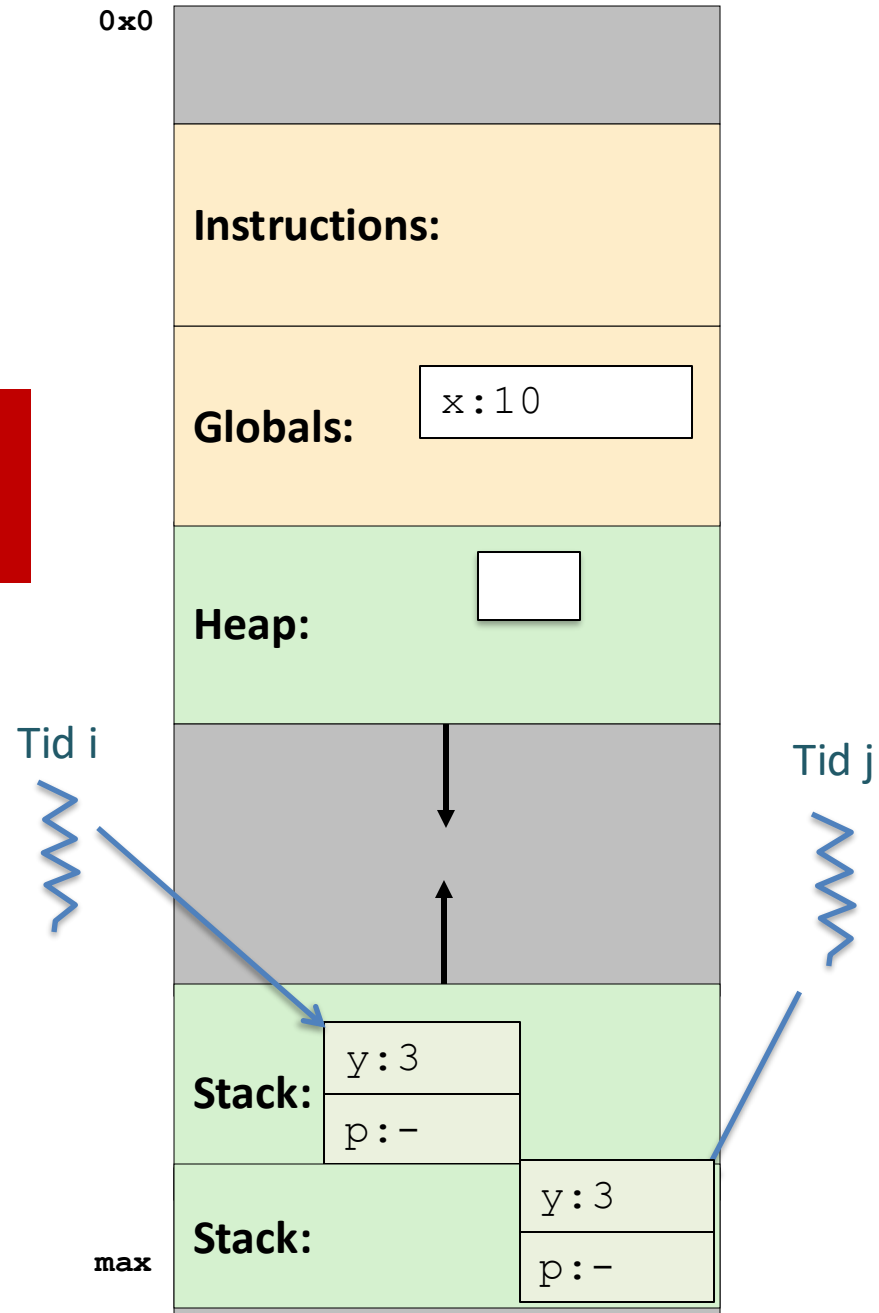 0x0
Instructions:
Globals:
x:10
Heap:
Tid i
Tid j
Stack:
y:3
p:-
Stack:
y:3
p:-
max